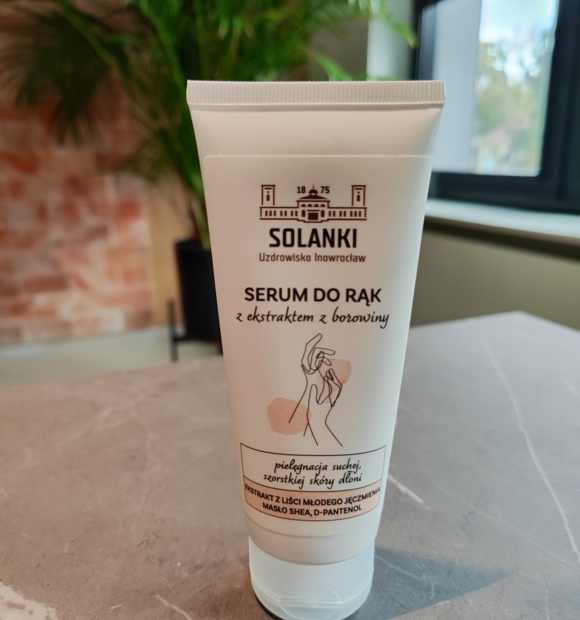 18 75
SOLANKI
Uzdrowisko Inowrocław
SERUM DO RĄK
z ekstraktem z borowiny
pielęgnacja suchej,
szorstkiej skóry dłoni
EKSTRAKT Z LIŚCI MŁODEGO JĘCZMIENIA
MASŁO SHEA, D-PANTENOL